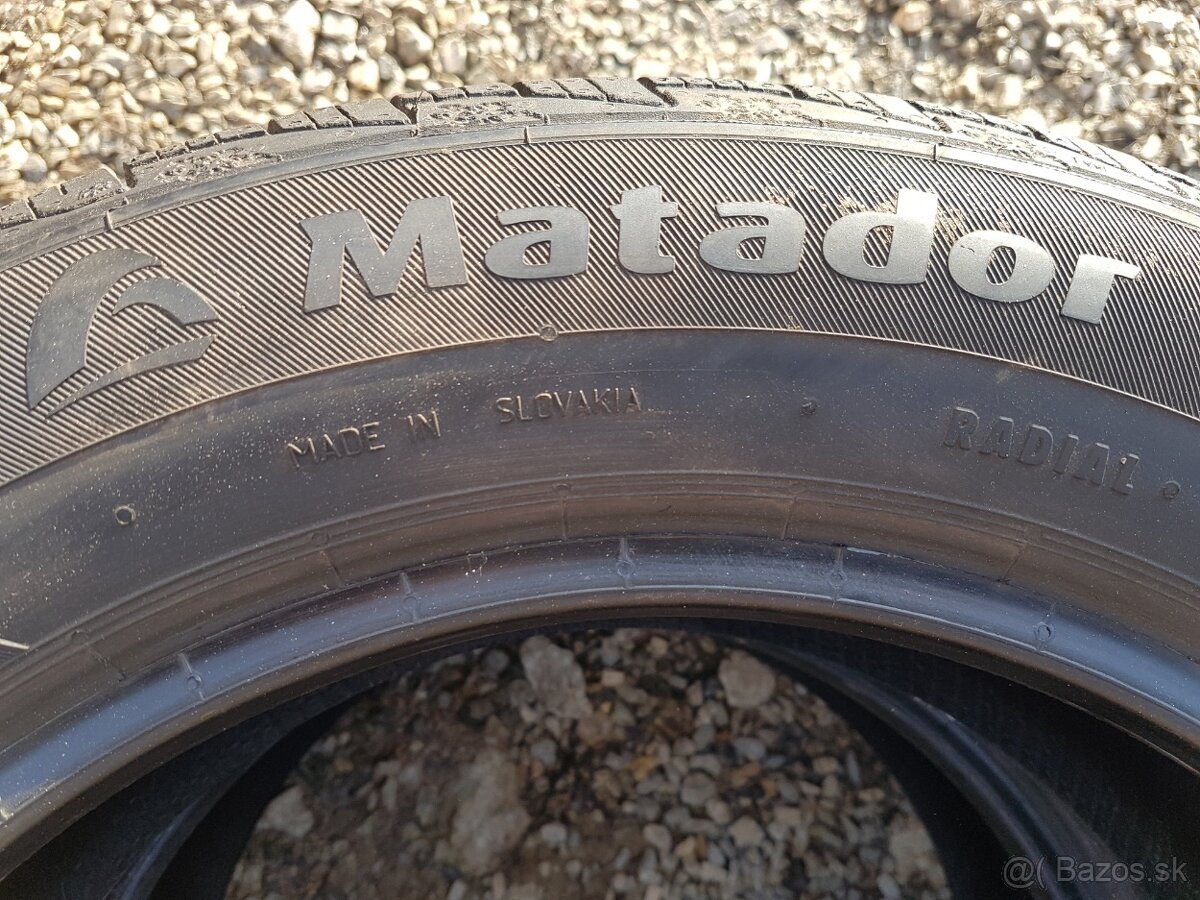 Matador
MADE IN SLOVAKIA
RADIAL
@( Bazos.sk